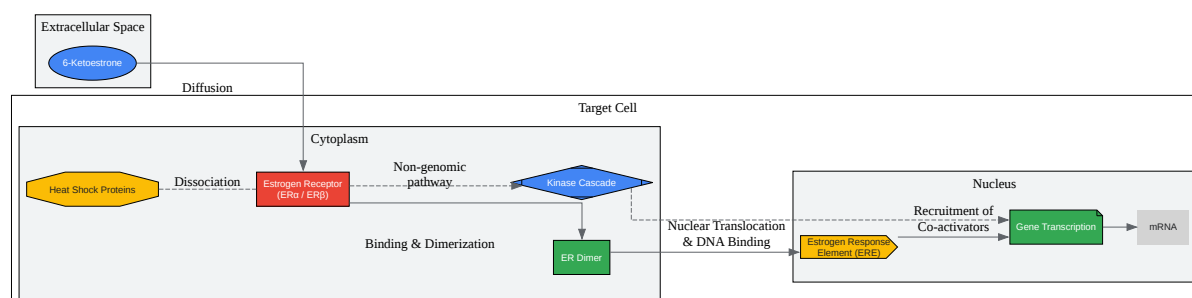 Extracellular Space
6-Ketoestrone
Diffusion
Target Cell
Cytoplasm
Heat Shock Proteins
Dissociation
Estrogen Receptor
(ERα / ERβ)
Non-genomic
pathway
Kinase Cascade
Binding & Dimerization
ER Dimer
Nuclear Translocation
& DNA Binding
Nucleus
Estrogen Response
Element (ERE)
Recruitment of
Co-activators
Gene Transcription
mRNA